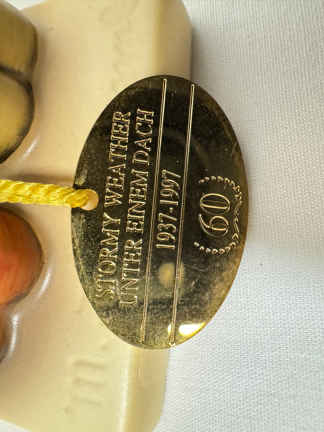 STORMY WEATHER
UNTER EINEM DACH
1937-1997
60